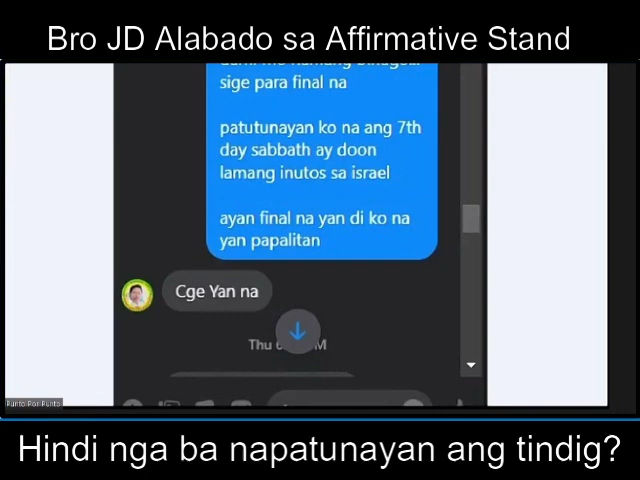 Bro JD Alabado sa Affirmative Stand
sige para final na
patutunayan ko na ang 7th
day sabbath ay doon
lamang inutos sa israel
ayan final na yan di ko na
yan papalitan
Cge Yan na
Thu
Punto Por Punto
Hindi nga ba napatunayan ang tindig?